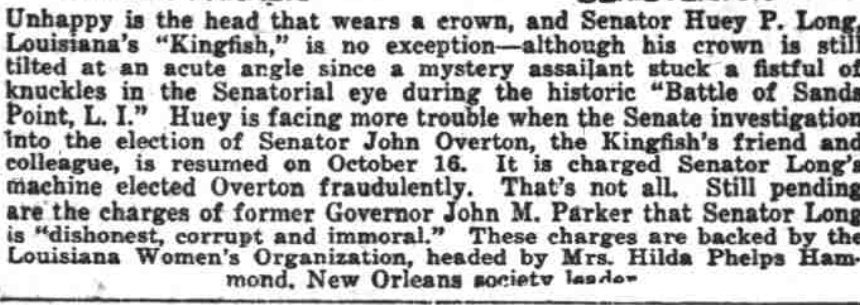 Unhappy is the head that wears a crown, and Senator Huey P. Long,
Louisiana's "Kingfish," is no exception—although his crown is still
tilted at an acute angle since a mystery assailant stuck a fistful of
knuckles in the Senatorial eye during the historic "Battle of Sands
Point, L. I." Huey is facing more trouble when the Senate investigation
into the election of Senator John Overton, the Kingfish's friend and
colleague, is resumed on October 16. It is charged Senator Long's
machine elected Overton fraudulently. That's not all. Still pending
are the charges of former Governor John M. Parker that Senator Long
is "dishonest, corrupt and immoral." These charges are backed by the
Louisiana Women's Organization, headed by Mrs. Hilda Phelps Ham-
mond, New Orleans society leader